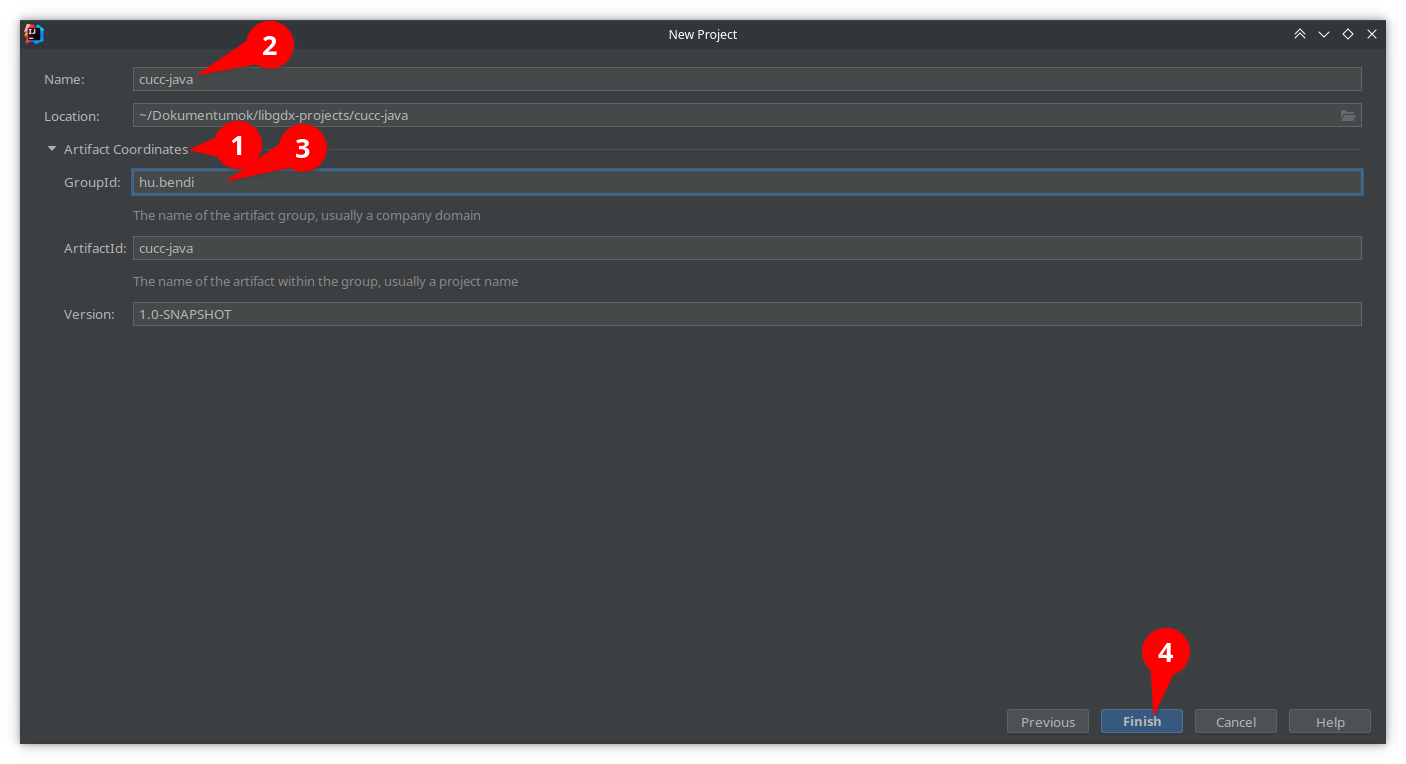 New Project
2
Name: cucc-java
Location: ~/Dokumentumok/libgdx-projects/cucc-java
Artifact Coordinates 1 3
GroupId: hu.bendi
The name of the artifact group, usually a company domain
ArtifactId: cucc-java
The name of the artifact within the group, usually a project name
Version: 1.0-SNAPSHOT
4
Previous Finish Cancel Help